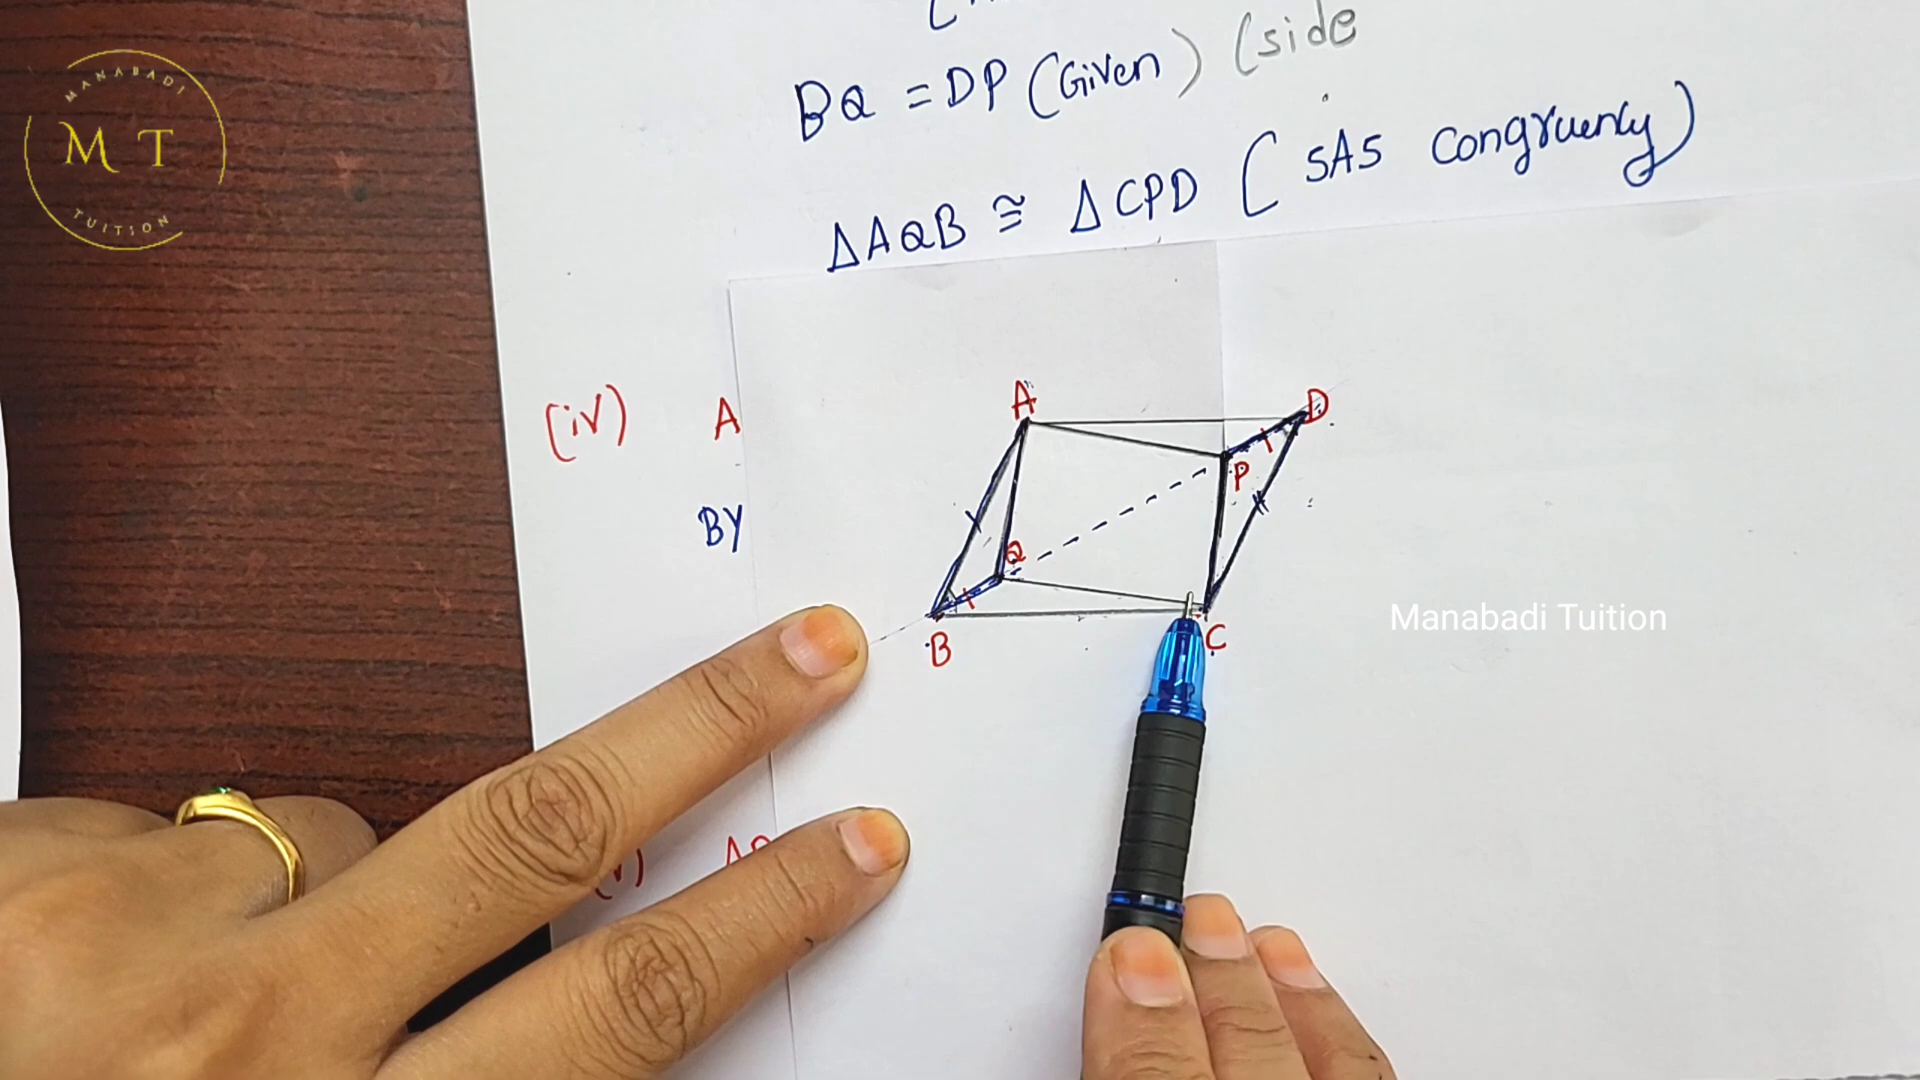 MANABADI
M T
TUITION
BQ = DP (Given) (side
ΔAQB ≅ ΔCPD ( SAS congruency)
(iv) A
A
D
P
By
Q
B
C
Manabadi Tuition